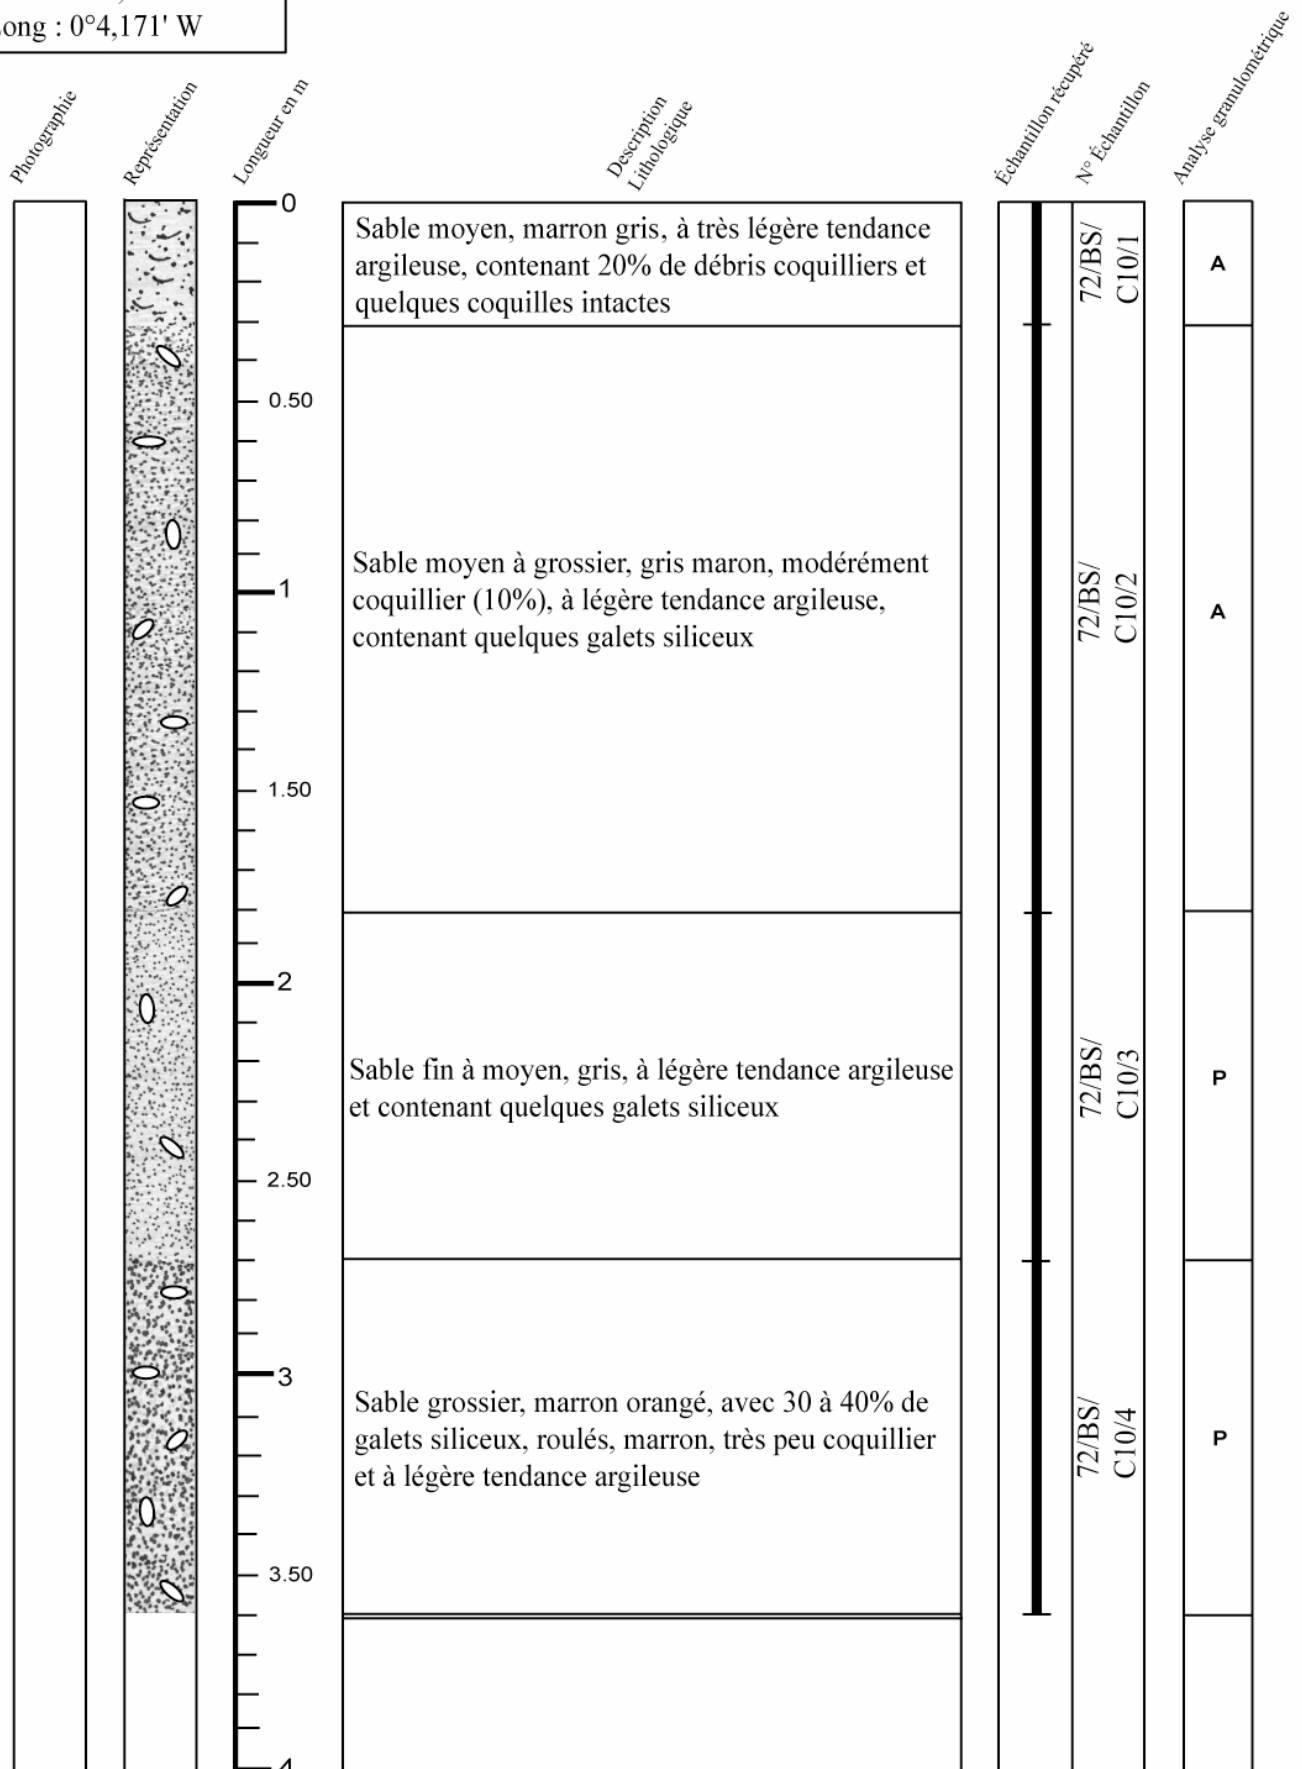 Long : 0°4,171' W
Photographie
Représentation
Longueur en m
Description
Lithologique
Échantillon récupéré
N° Échantillon
Analyse granulométrique
0
Sable moyen, marron gris, à très légère tendance
argileuse, contenant 20% de débris coquilliers et
quelques coquilles intactes
72/BS/
C10/1
A
0.50
1
Sable moyen à grossier, gris maron, modérément
coquillier (10%), à légère tendance argileuse,
contenant quelques galets siliceux
72/BS/
C10/2
A
1.50
2
Sable fin à moyen, gris, à légère tendance argileuse
et contenant quelques galets siliceux
72/BS/
C10/3
P
2.50
3
Sable grossier, marron orangé, avec 30 à 40% de
galets siliceux, roulés, marron, très peu coquillier
et à légère tendance argileuse
72/BS/
C10/4
P
3.50
4